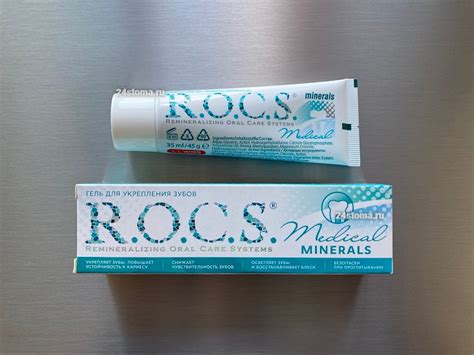 24stoma.ru
minerals
R.O.C.S.®
REMINERALIZING ORAL CARE SYSTEMS
35 ml/45 g
Medical
ГЕЛЬ ДЛЯ УКРЕПЛЕНИЯ ЗУБОВ
24stoma.ru
R.O.C.S.®
REMINERALIZING ORAL CARE SYSTEMS
Medical
MINERALS
УКРЕПЛЯЕТ ЗУБЫ, ПОВЫШАЕТ
УСТОЙЧИВОСТЬ К КАРИЕСУ
СНИЖАЕТ
ЧУВСТВИТЕЛЬНОСТЬ ЗУБОВ
ОСВЕТЛЯЕТ ЗУБЫ
И ВОССТАНАВЛИВАЕТ БЛЕСК
БЕЗОПАСЕН
ПРИ ПРОГЛАТЫВАНИИ